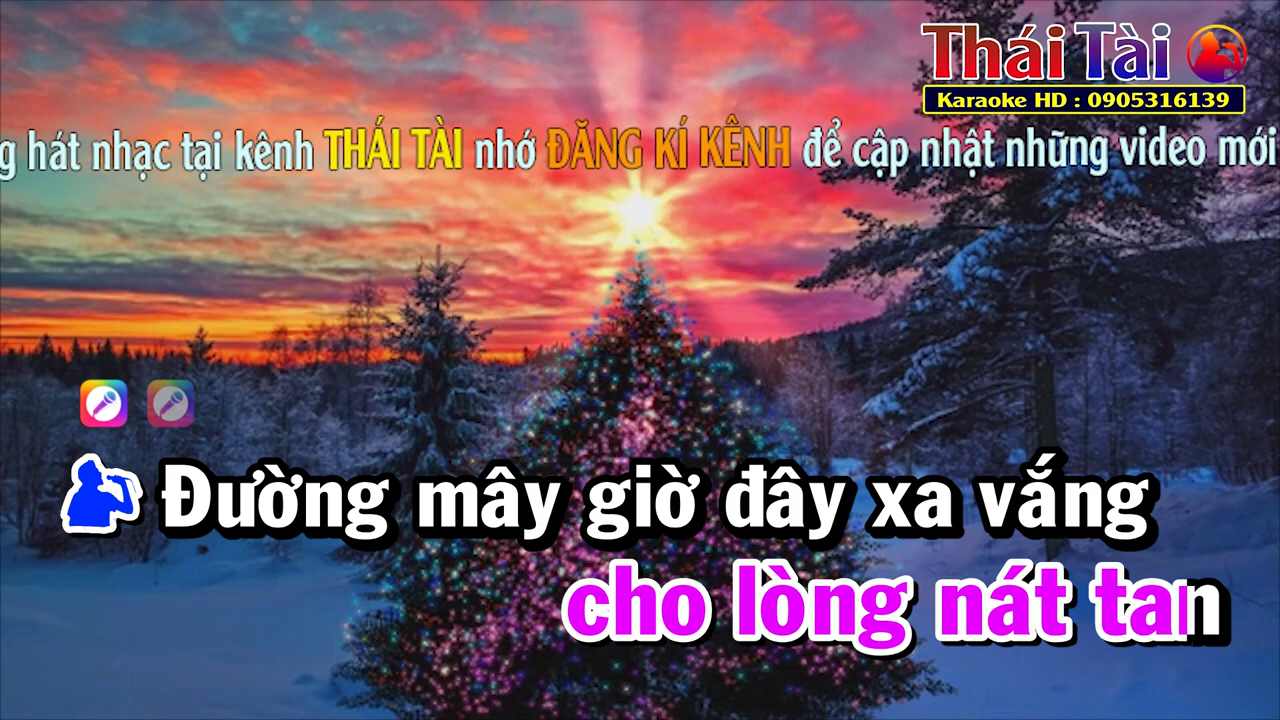 Thái Tài
Karaoke HD : 0905316139
g hát nhạc tại kênh THÁI TÀI nhớ ĐĂNG KÍ KÊNH để cập nhật những video mới
Đường mây giờ đây xa vắng
cho lòng nát tan